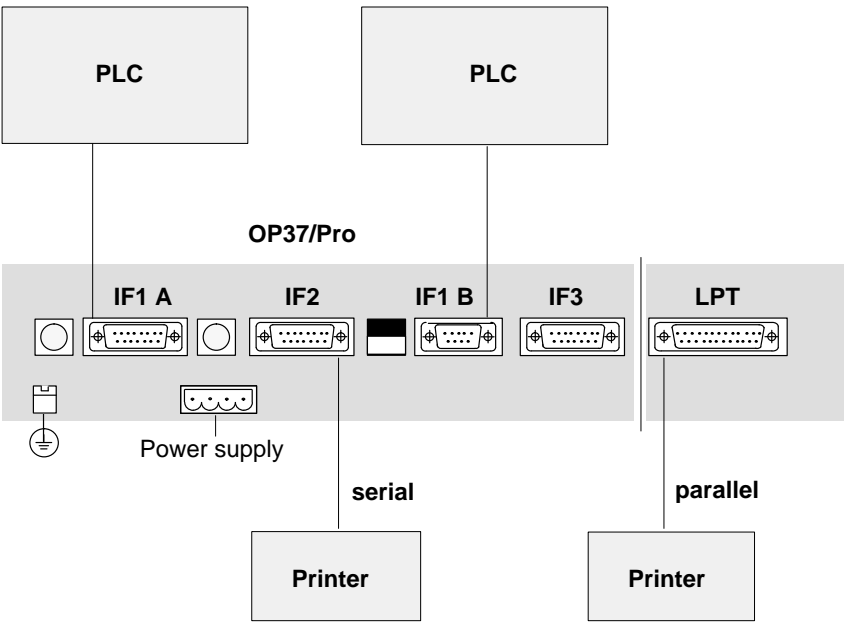 PLC
PLC
OP37/Pro
IF1 A
IF2
IF1 B
IF3
LPT
Power supply
serial
parallel
Printer
Printer